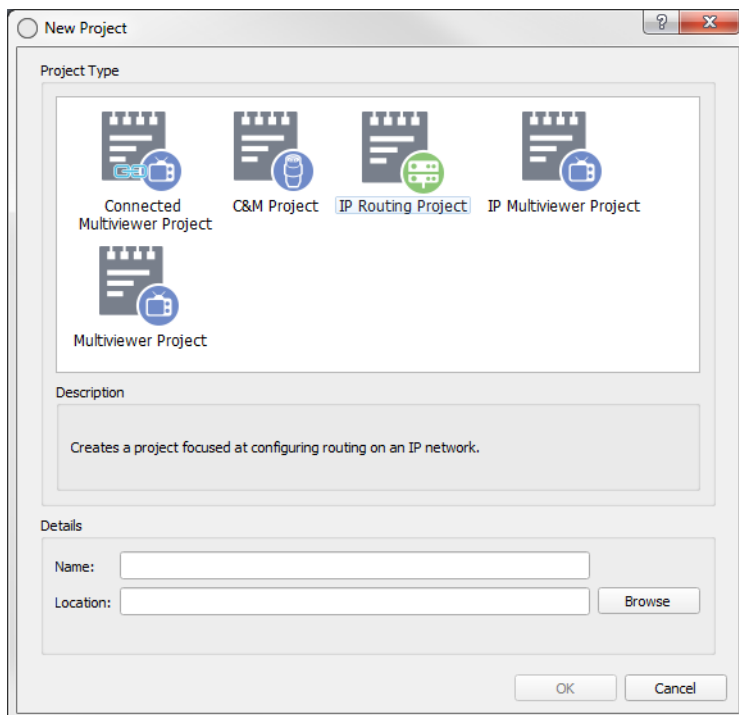 New Project
?
Project Type
Connected
Multiviewer Project
C&M Project
IP Routing Project
IP Multiviewer Project
Multiviewer Project
Description
Creates a project focused at configuring routing on an IP network.
Details
Name:
Location:
Browse
OK
Cancel